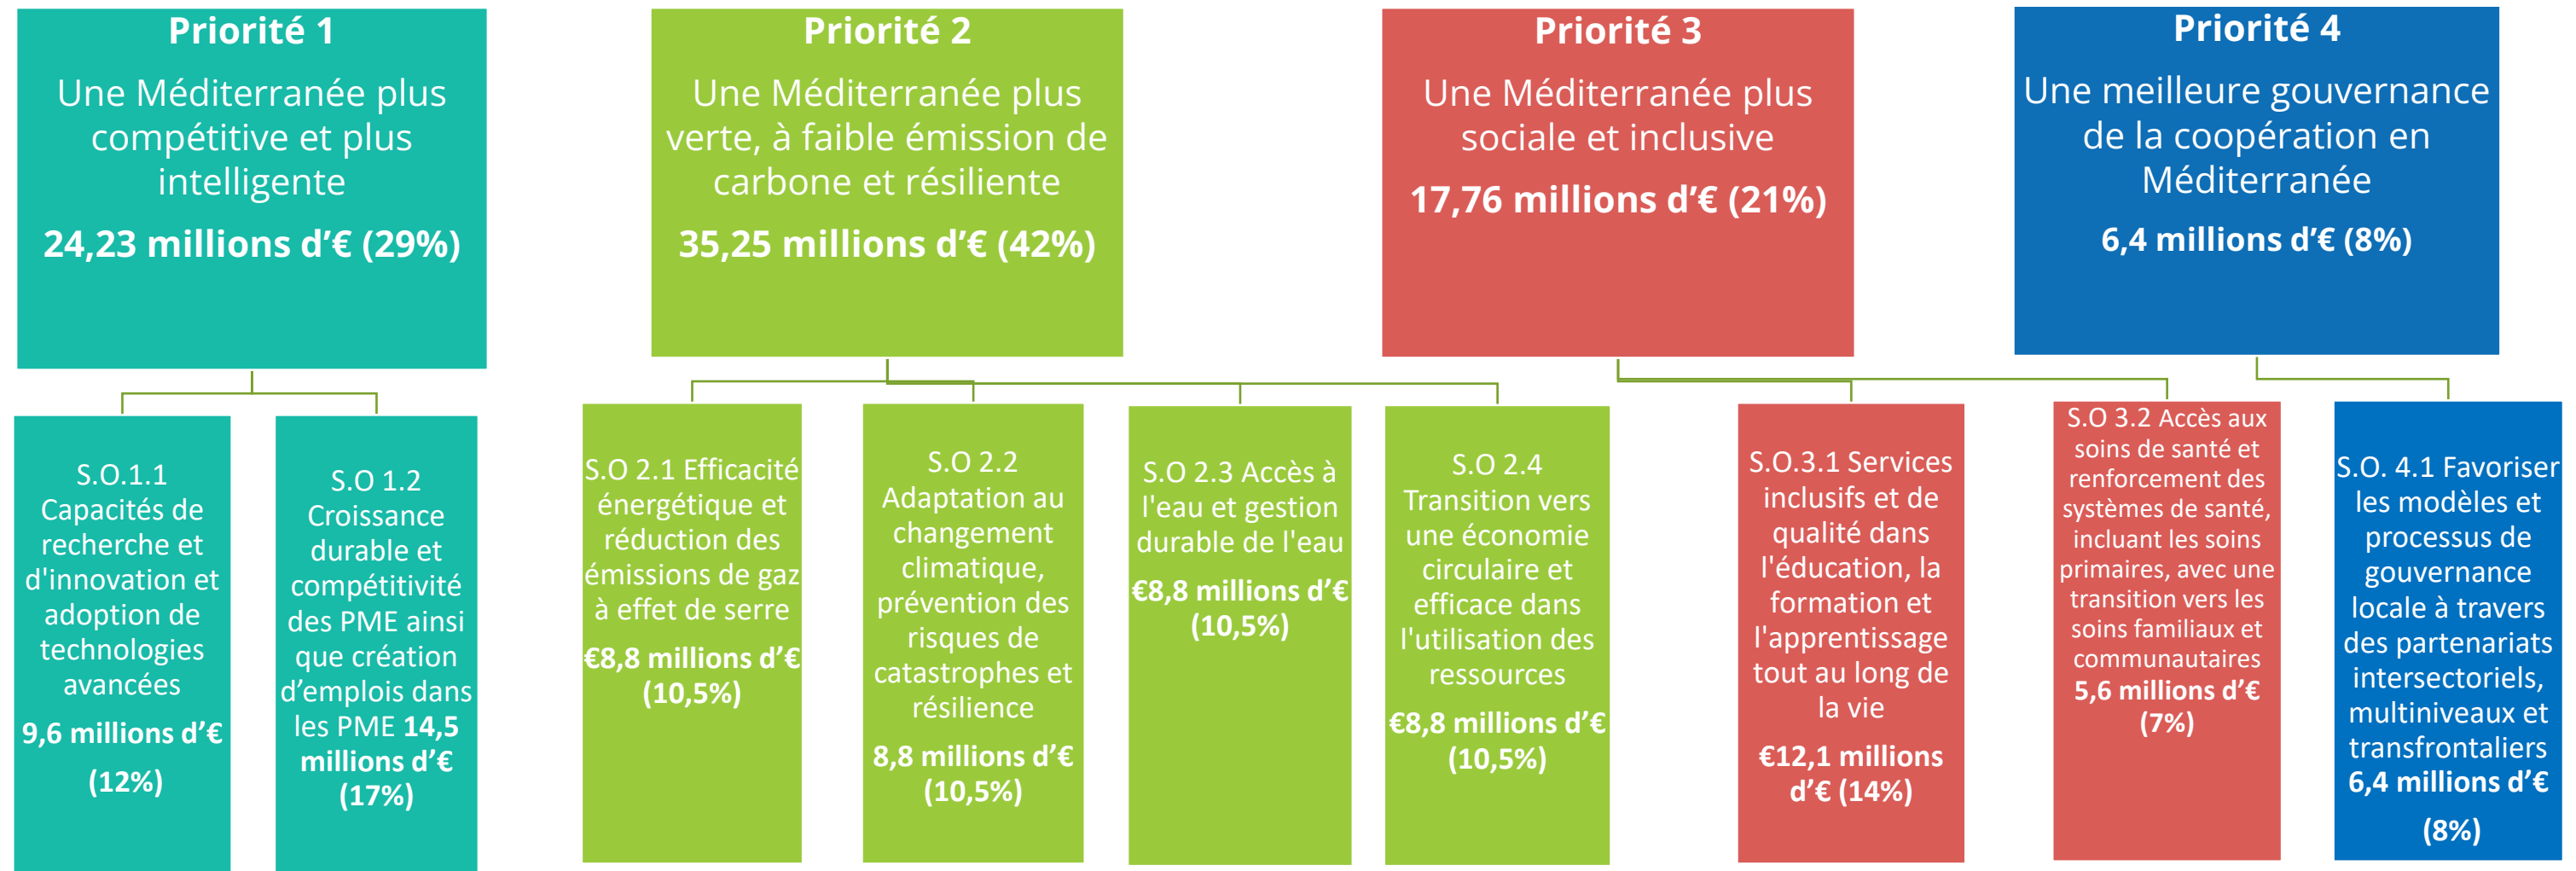 Priorité 1
Une Méditerranée plus
compétitive et plus
intelligente
24,23 millions d’€ (29%)
Priorité 2
Une Méditerranée plus
verte, à faible émission de
carbone et résiliente
35,25 millions d’€ (42%)
Priorité 3
Une Méditerranée plus
sociale et inclusive
17,76 millions d’€ (21%)
Priorité 4
Une meilleure gouvernance
de la coopération en
Méditerranée
6,4 millions d’€ (8%)
S.O.1.1
Capacités de
recherche et
d'innovation et
adoption de
technologies
avancées
9,6 millions d’€
(12%)
S.O 1.2
Croissance
durable et
compétitivité
des PME ainsi
que création
d’emplois dans
les PME 14,5
millions d’€
(17%)
S.O 2.1 Efficacité
énergétique et
réduction des
émissions de gaz
à effet de serre
€8,8 millions d’€
(10,5%)
S.O 2.2
Adaptation au
changement
climatique,
prévention des
risques de
catastrophes et
résilience
8,8 millions d’€
(10,5%)
S.O 2.3 Accès à
l'eau et gestion
durable de l'eau
€8,8 millions d’€
(10,5%)
S.O 2.4
Transition vers
une économie
circulaire et
efficace dans
l'utilisation des
ressources
€8,8 millions d’€
(10,5%)
S.O.3.1 Services
inclusifs et de
qualité dans
l'éducation, la
formation et
l'apprentissage
tout au long de
la vie
€12,1 millions
d’€ (14%)
S.O 3.2 Accès aux
soins de santé et
renforcement des
systèmes de santé,
incluant les soins
primaires, avec une
transition vers les
soins familiaux et
communautaires
5,6 millions d’€
(7%)
S.O. 4.1 Favoriser
les modèles et
processus de
gouvernance
locale à travers
des partenariats
intersectoriels,
multiniveaux et
transfrontaliers
6,4 millions d’€
(8%)